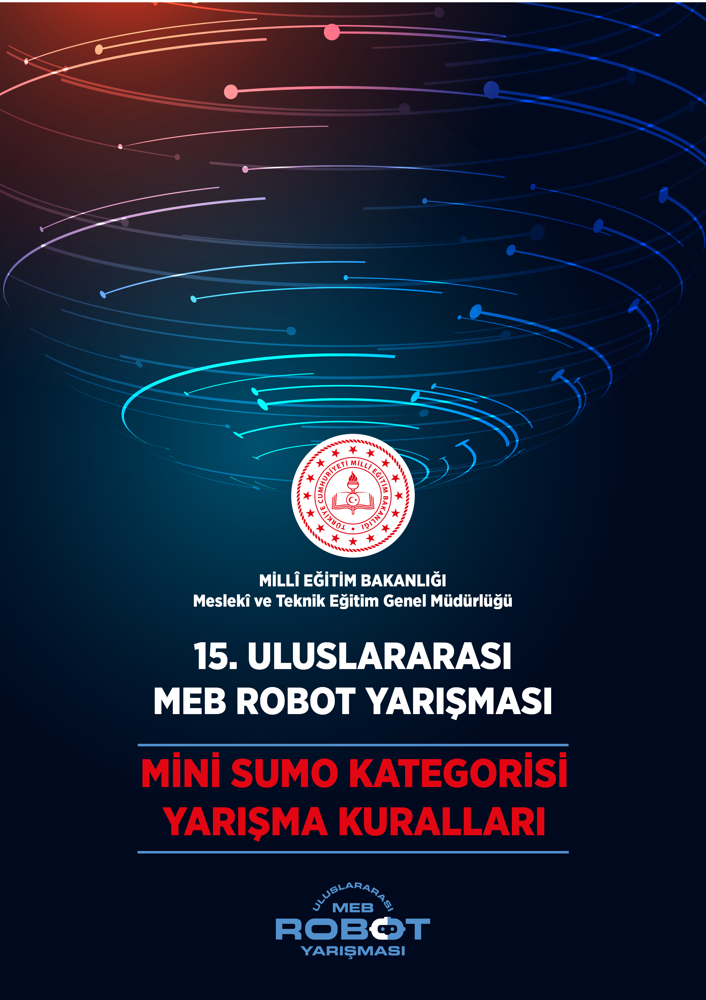 TÜRKİYE CUMHURİYETİ MİLLÎ EĞİTİM BAKANLIĞI
MİLLÎ EĞİTİM BAKANLIĞI
Meslekî ve Teknik Eğitim Genel Müdürlüğü
15. ULUSLARARASI
MEB ROBOT YARIŞMASI
MİNİ SUMO KATEGORİSİ
YARIŞMA KURALLARI
ULUSLARARASI
MEB
ROBOT
YARIŞMASI